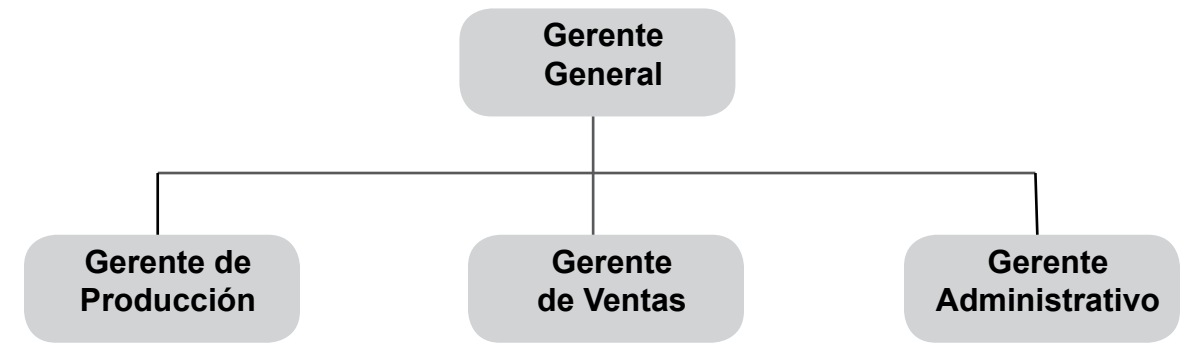 Gerente
General
Gerente de
Producción
Gerente
de Ventas
Gerente
Administrativo